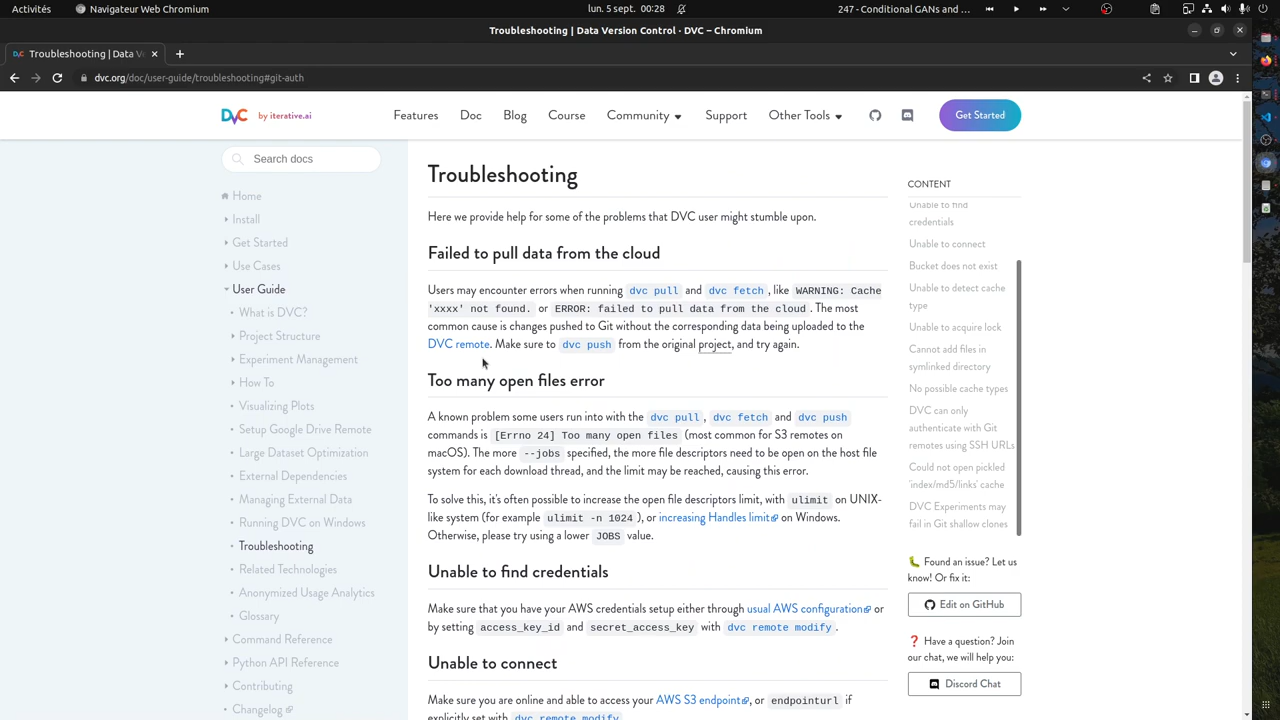 Activités
Navigateur Web Chromium
lun. 5 sept. 00:28
247 - Conditional GANs and ...
Troubleshooting | Data Version Control · DVC – Chromium
Troubleshooting | Data Ve
dvc.org/doc/user-guide/troubleshooting#git-auth
DVC by iterative.ai
Features
Doc
Blog
Course
Community
Support
Other Tools
Get Started
Search docs
Home
Install
Get Started
Use Cases
User Guide
What is DVC?
Project Structure
Experiment Management
How To
Visualizing Plots
Setup Google Drive Remote
Large Dataset Optimization
External Dependencies
Managing External Data
Running DVC on Windows
Troubleshooting
Related Technologies
Anonymized Usage Analytics
Glossary
Command Reference
Python API Reference
Contributing
Changelog
Troubleshooting
Here we provide help for some of the problems that DVC user might stumble upon.
Failed to pull data from the cloud
Users may encounter errors when running dvc pull and dvc fetch, like WARNING: Cache
'xxxx' not found. or ERROR: failed to pull data from the cloud. The most
common cause is changes pushed to Git without the corresponding data being uploaded to the
DVC remote. Make sure to dvc push from the original project, and try again.
Too many open files error
A known problem some users run into with the dvc pull, dvc fetch and dvc push
commands is [Errno 24] Too many open files (most common for S3 remotes on
macOS). The more --jobs specified, the more file descriptors need to be open on the host file
system for each download thread, and the limit may be reached, causing this error.
To solve this, it's often possible to increase the open file descriptors limit, with ulimit on UNIX-
like system (for example ulimit -n 1024), or increasing Handles limit on Windows.
Otherwise, please try using a lower JOBS value.
Unable to find credentials
Make sure that you have your AWS credentials setup either through usual AWS configuration or
by setting access_key_id and secret_access_key with dvc remote modify.
Unable to connect
Make sure you are online and able to access your AWS S3 endpoint, or endpointurl if
explicitly set with dvc remote modify.
CONTENT
Unable to find
credentials
Unable to connect
Bucket does not exist
Unable to detect cache
type
Unable to acquire lock
Cannot add files in
symlinked directory
No possible cache types
DVC can only
authenticate with Git
remotes using SSH URLs
Could not open pickled
'index/md5/links' cache
DVC Experiments may
fail in Git shallow clones
Found an issue? Let us
know! Or fix it:
Edit on GitHub
Have a question? Join
our chat, we will help you:
Discord Chat